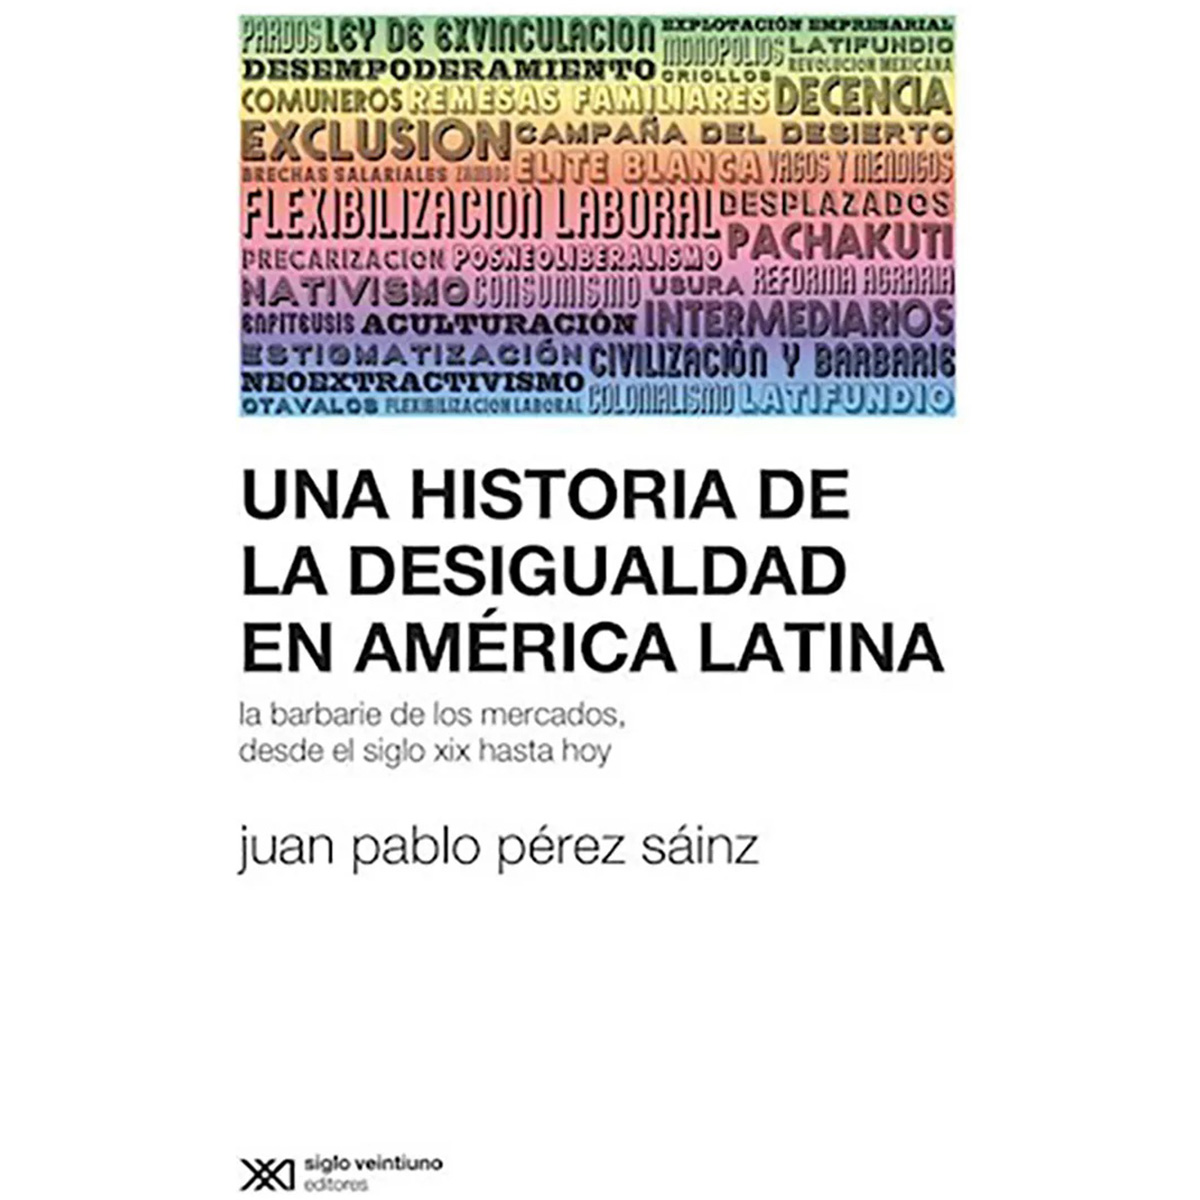 PARDOS LEY DE EXVINCULACION EXPLOTACIÓN EMPRESARIAL
MONOPOLIOS LATIFUNDIO
DESEMPODERAMIENTO CRIOLLOS REVOLUCION MEXICANA
COMUNEROS REMESAS FAMILIARES DECENCIA
EXCLUSION CAMPAÑA DEL DESIERTO
BRECHAS SALARIALES ZAMBOS ELITE BLANCA VAGOS Y MENDIGOS
FLEXIBILIZACION LABORAL DESPLAZADOS
PRECARIZACION POSNEOLIBERALISMO PACHAKUTI
NATIVISMO CONSUMISMO USURA REFORMA AGRARIA
ENFITEUSIS ACULTURACIÓN INTERMEDIARIOS
ESTIGMATIZACIÓN CIVILIZACIÓN Y BARBARIE
NEOEXTRACTIVISMO
OTAVALOS FLEXIBILIZACION LABORAL COLONIALISMO LATIFUNDIO
UNA HISTORIA DE
LA DESIGUALDAD
EN AMÉRICA LATINA
la barbarie de los mercados,
desde el siglo xix hasta hoy
juan pablo pérez sáinz
siglo veintiuno
editores